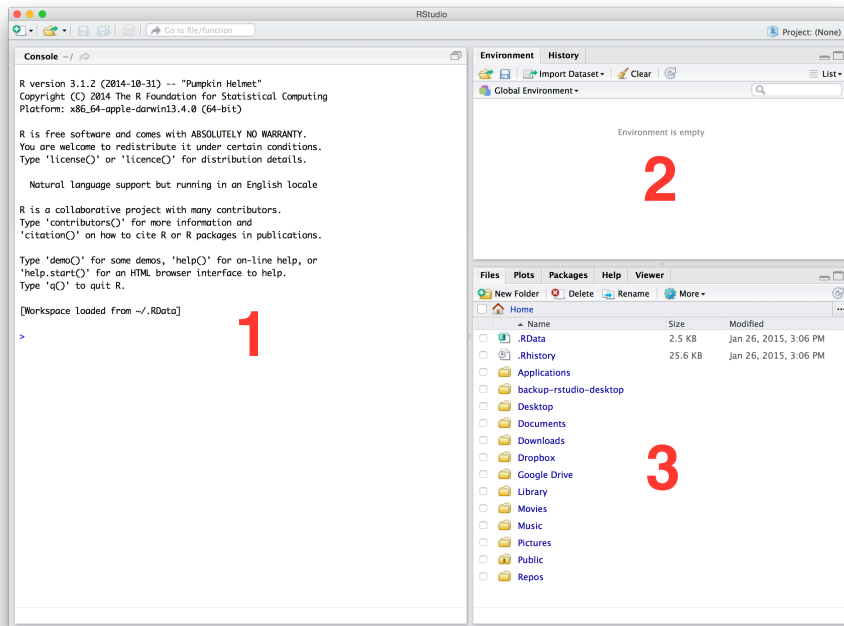 RStudio
Go to file/function
Project: (None)
Console ~/
R version 3.1.2 (2014-10-31) -- "Pumpkin Helmet"
Copyright (C) 2014 The R Foundation for Statistical Computing
Platform: x86_64-apple-darwin13.4.0 (64-bit)
R is free software and comes with ABSOLUTELY NO WARRANTY.
You are welcome to redistribute it under certain conditions.
Type 'license()' or 'licence()' for distribution details.
Natural language support but running in an English locale
R is a collaborative project with many contributors.
Type 'contributors()' for more information and
'citation()' on how to cite R or R packages in publications.
Type 'demo()' for some demos, 'help()' for on-line help, or
'help.start()' for an HTML browser interface to help.
Type 'q()' to quit R.
[Workspace loaded from ~/.RData]
>
1
Environment History
Import Dataset Clear List
Global Environment
Environment is empty
2
Files Plots Packages Help Viewer
New Folder Delete Rename More
Home ...
Name Size Modified
.RData 2.5 KB Jan 26, 2015, 3:06 PM
.Rhistory 25.6 KB Jan 26, 2015, 3:06 PM
Applications
backup-rstudio-desktop
Desktop
Documents
Downloads
Dropbox
Google Drive
Library
Movies
Music
Pictures
Public
Repos
3